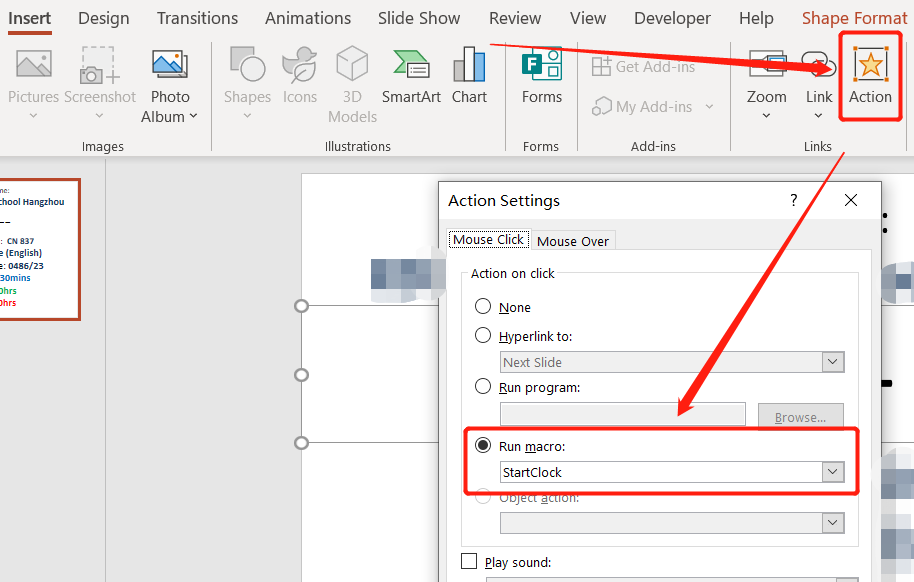 Insert Design Transitions Animations Slide Show Review View Developer Help Shape Format
Pictures Screenshot Photo Album Shapes Icons 3D Models SmartArt Chart Forms Get Add-ins My Add-ins Zoom Link Action
Images Illustrations Forms Add-ins Links
me:
chool Hangzhou
--
: CN 837
e (English)
e: 0486/23
30mins
0hrs
0hrs
Action Settings ?
Mouse Click Mouse Over
Action on click
None
Hyperlink to:
Next Slide
Run program:
Browse...
Run macro:
StartClock
Object action:
Play sound: